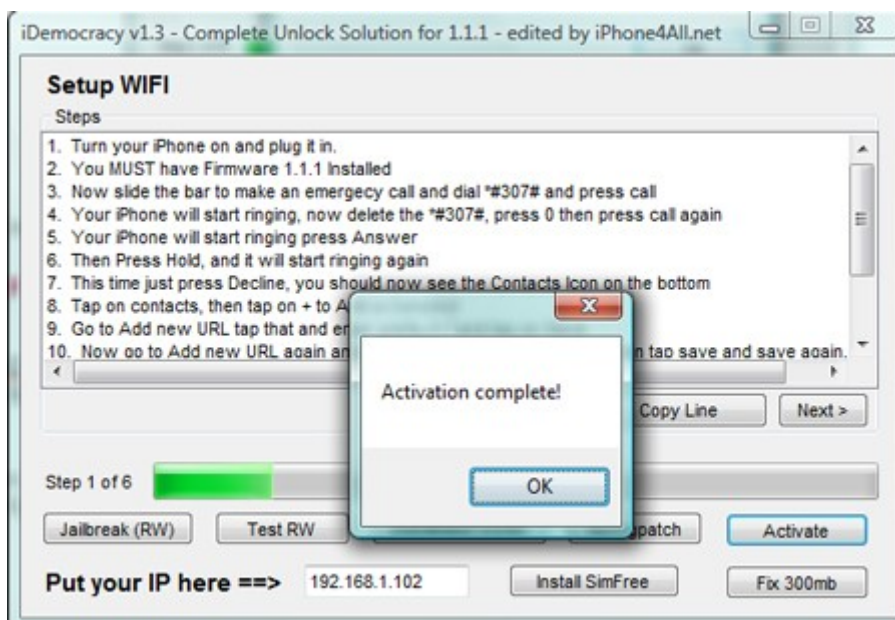 iDemocracy v1.3 - Complete Unlock Solution for 1.1.1 - edited by iPhone4All.net
Setup WIFI
Steps
1. Turn your iPhone on and plug it in.
2. You MUST have Firmware 1.1.1 Installed
3. Now slide the bar to make an emergecy call and dial *#307# and press call
4. Your iPhone will start ringing, now delete the *#307#, press 0 then press call again
5. Your iPhone will start ringing press Answer
6. Then Press Hold, and it will start ringing again
7. This time just press Decline, you should now see the Contacts Icon on the bottom
8. Tap on contacts, then tap on + to
9. Go to Add new URL tap that and
10. Now go to Add new URL again tap save and save again.
Activation complete!
OK
Copy Line
Next >
Step 1 of 6
Jailbreak (RW)
Test RW
Activate
Put your IP here ==>
192.168.1.102
Install SimFree
Fix 300mb